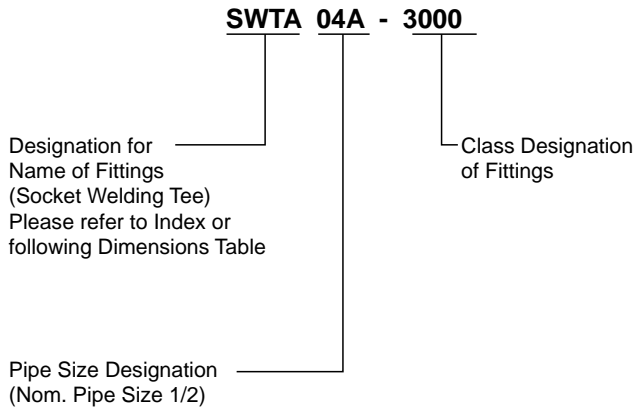 SWTA 04A - 3000
Designation for
Name of Fittings
(Socket Welding Tee)
Please refer to Index or
following Dimensions Table
Class Designation
of Fittings
Pipe Size Designation
(Nom. Pipe Size 1/2)